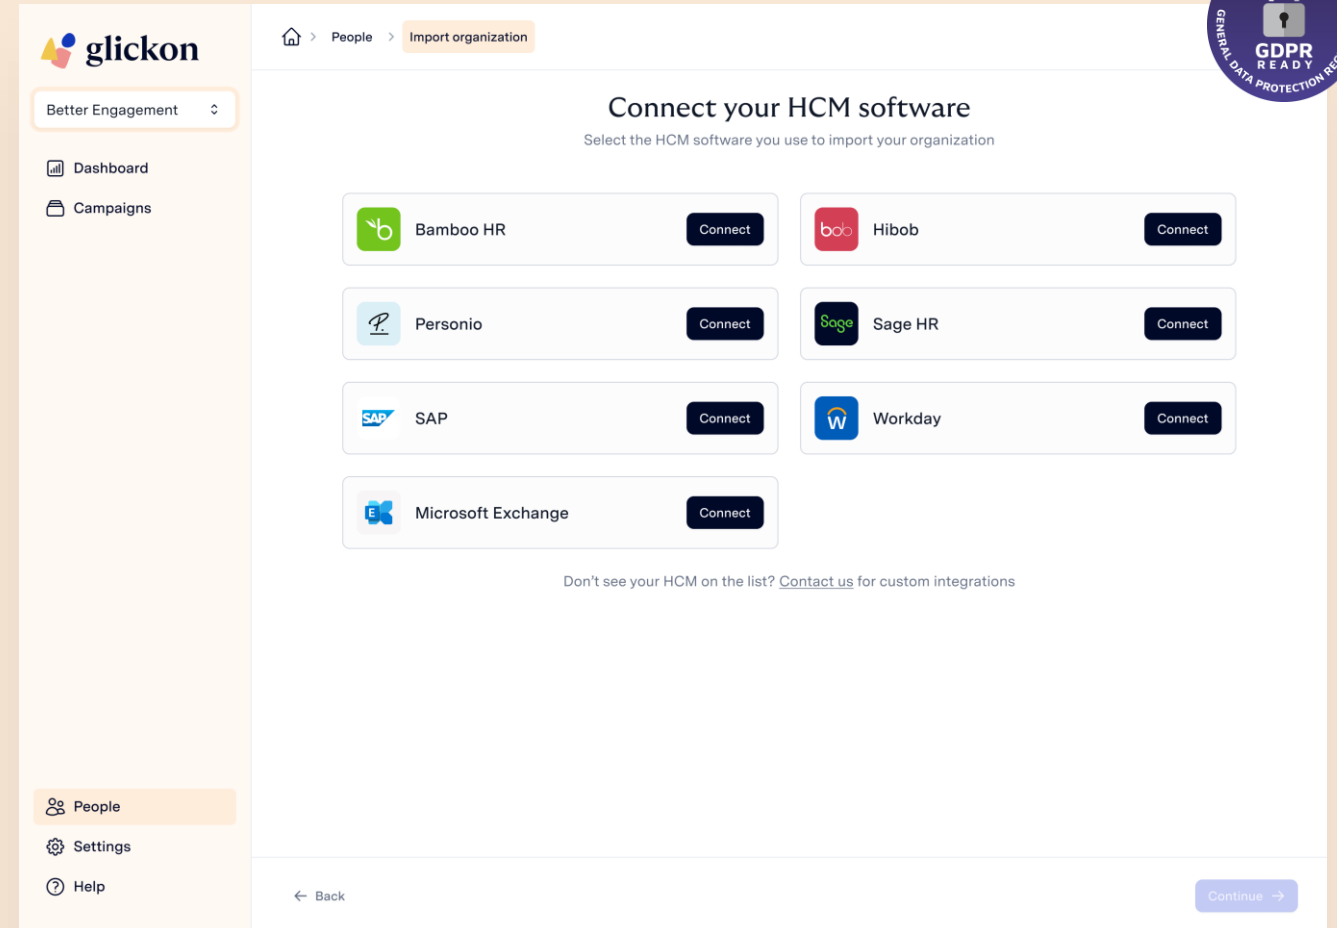 glickon
People
Import organization
GENERAL DATA PROTECTION
GDPR
READY
Better Engagement
Dashboard
Campaigns
Connect your HCM software
Select the HCM software you use to import your organization
Bamboo HR
Connect
bob
Hibob
Connect
Personio
Connect
Sage
Sage HR
Connect
SAP
SAP
Connect
W
Workday
Connect
E
Microsoft Exchange
Connect
Don't see your HCM on the list? Contact us for custom integrations
People
Settings
Help
Back
Continue